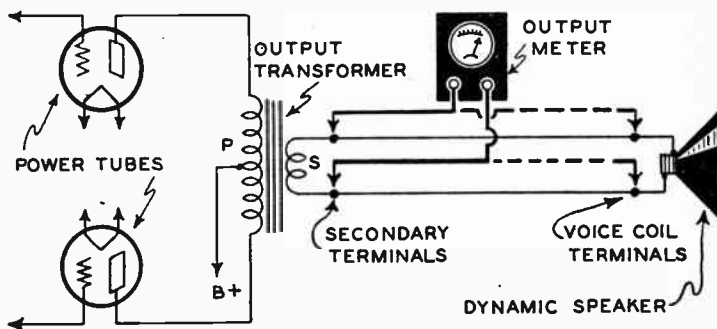 OUTPUT
TRANSFORMER
OUTPUT
METER
POWER TUBES
P
S
B+
SECONDARY
TERMINALS
VOICE COIL
TERMINALS
DYNAMIC SPEAKER